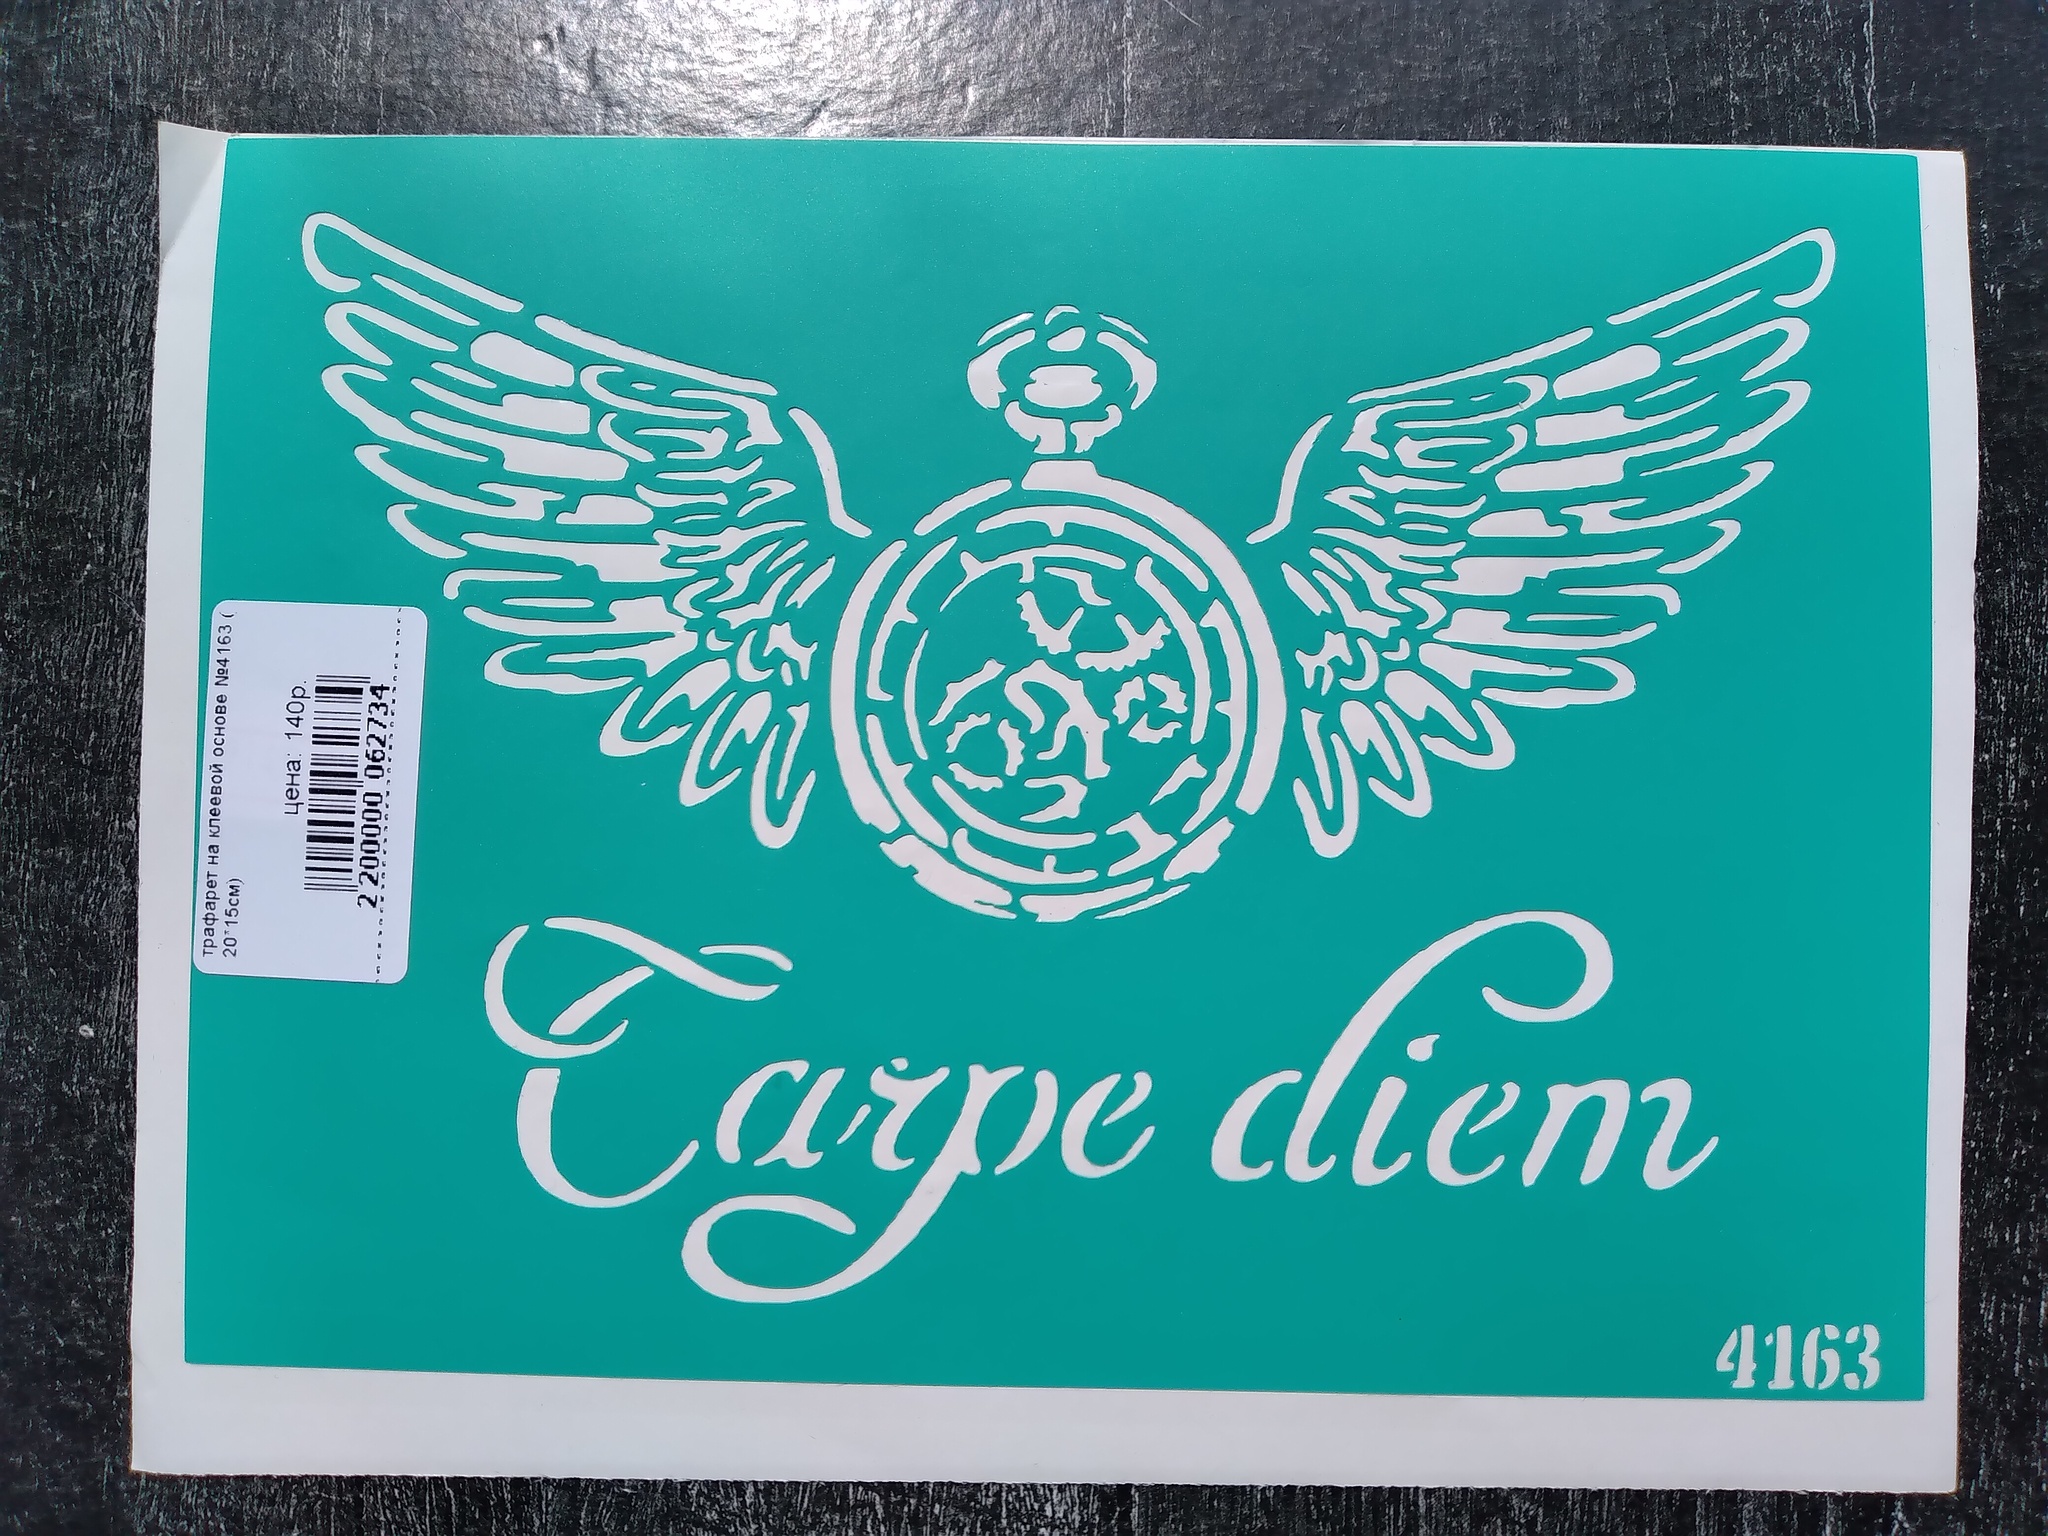 трафарет на клеевой основе №4163 (
20*15см)
цена: 140р.
2 200000 062734
Carpe diem
4163